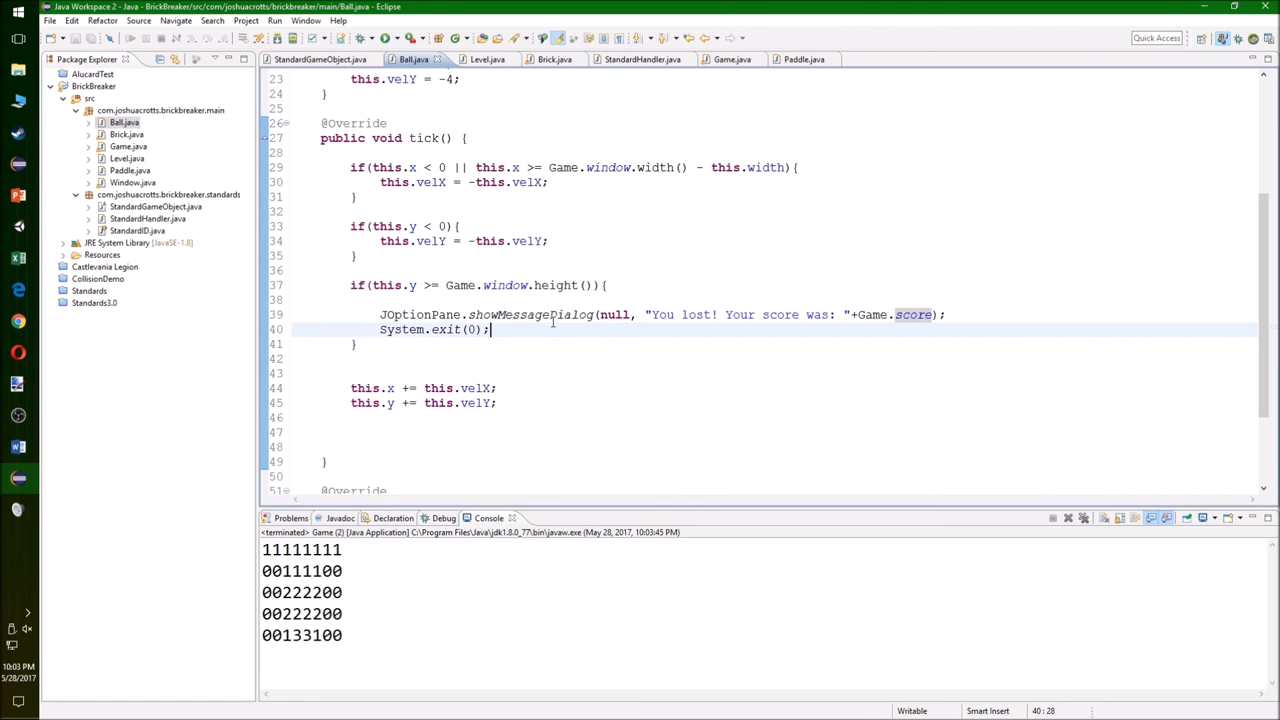 Java Workspace 2 - Java - BrickBreaker/src/com/joshuacrotts/brickbreaker/main/Ball.java - Eclipse
File Edit Refactor Source Navigate Search Project Run Window Help
Quick Access
Package Explorer
AlucardTest
BrickBreaker
src
com.joshuacrotts.brickbreaker.main
Ball.java
Brick.java
Game.java
Level.java
Paddle.java
Window.java
com.joshuacrotts.brickbreaker.standards
StandardGameObject.java
StandardHandler.java
StandardID.java
JRE System Library [JavaSE-1.8]
Resources
Castlevania Legion
CollisionDemo
Standards
Standards3.0
StandardGameObject.java Ball.java Level.java Brick.java StandardHandler.java Game.java Paddle.java
23 this.velY = -4;
24 }
25
26 @Override
27 public void tick() {
28
29 if(this.x < 0 || this.x >= Game.window.width() - this.width){
30 this.velX = -this.velX;
31 }
32
33 if(this.y < 0){
34 this.velY = -this.velY;
35 }
36
37 if(this.y >= Game.window.height()){
38
39 JOptionPane.showMessageDialog(null, "You lost! Your score was: "+Game.score);
40 System.exit(0);
41 }
42
43
44 this.x += this.velX;
45 this.y += this.velY;
46
47
48
49 }
50
51 @Override
Problems Javadoc Declaration Debug Console
<terminated> Game (2) [Java Application] C:\Program Files\Java\jdk1.8.0_77\bin\javaw.exe (May 28, 2017, 10:03:45 PM)
11111111
00111100
00222200
00222200
00133100
Writable Smart Insert 40 : 28
10:03 PM
5/28/2017